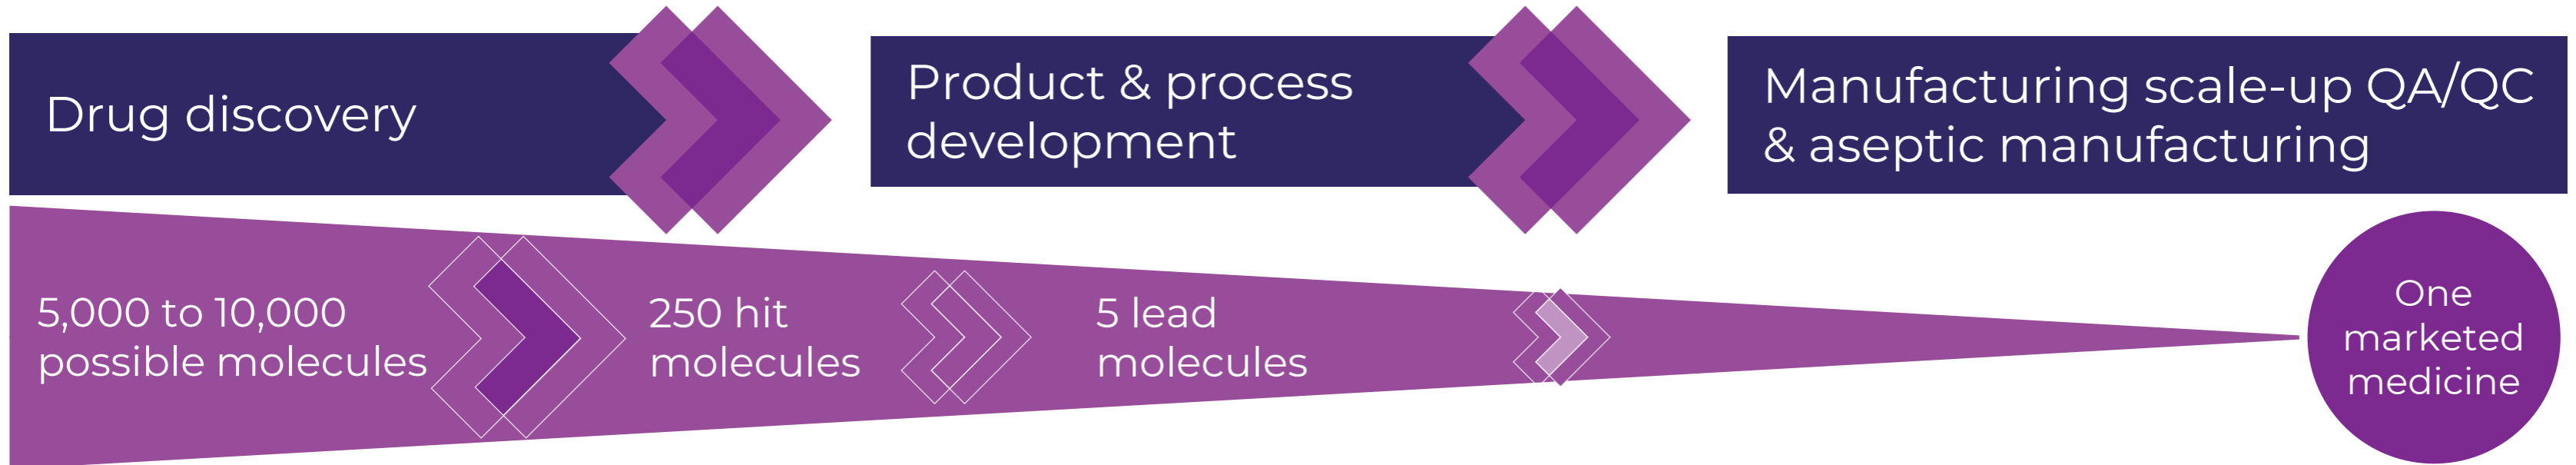 Drug discovery
Product & process
development
Manufacturing scale-up QA/QC
& aseptic manufacturing
5,000 to 10,000
possible molecules
250 hit
molecules
5 lead
molecules
One
marketed
medicine